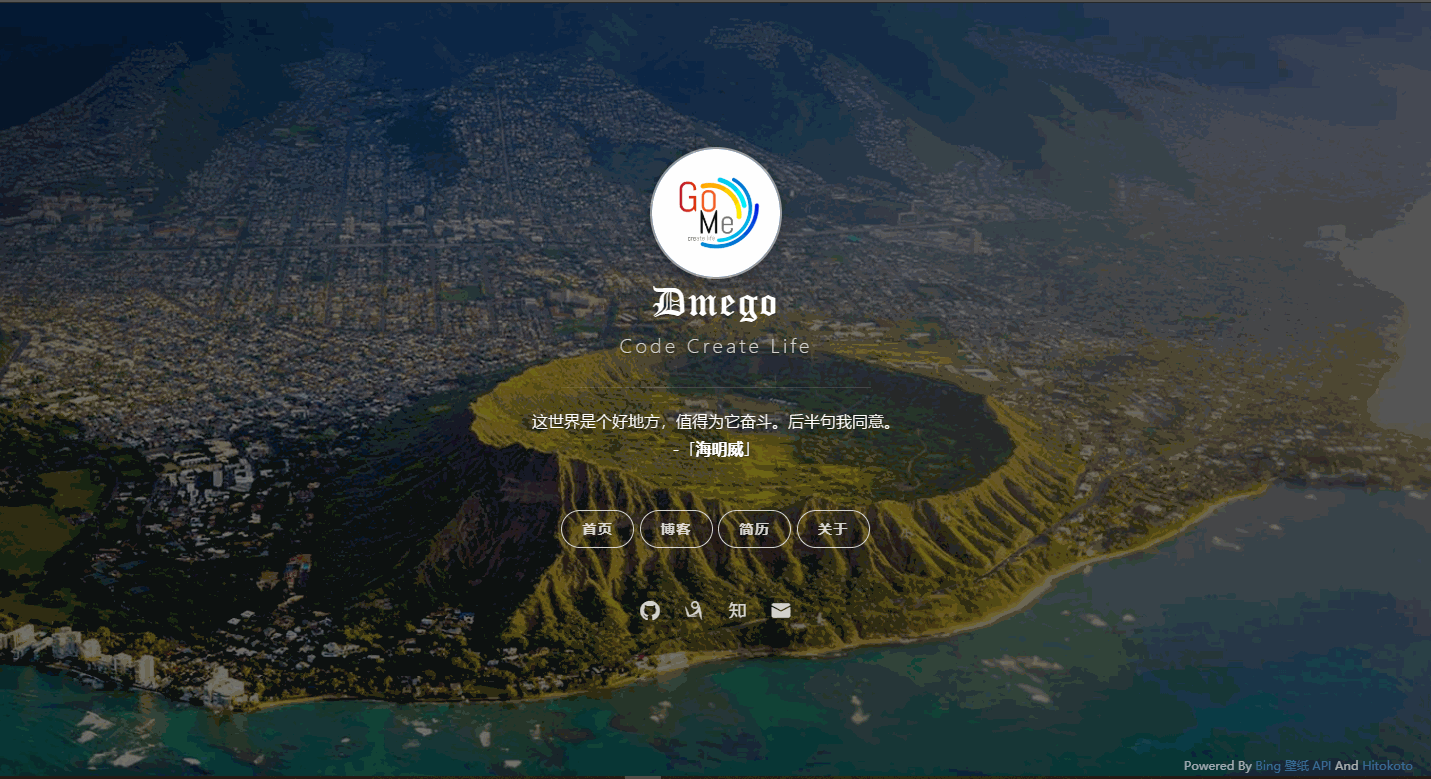 Go
Me
create life
Dmego
Code Create Life
这世界是个好地方，值得为它奋斗。后半句我同意。
-「海明威」
首页 博客 简历 关于
知
Powered By Bing 壁纸 API And Hitokoto